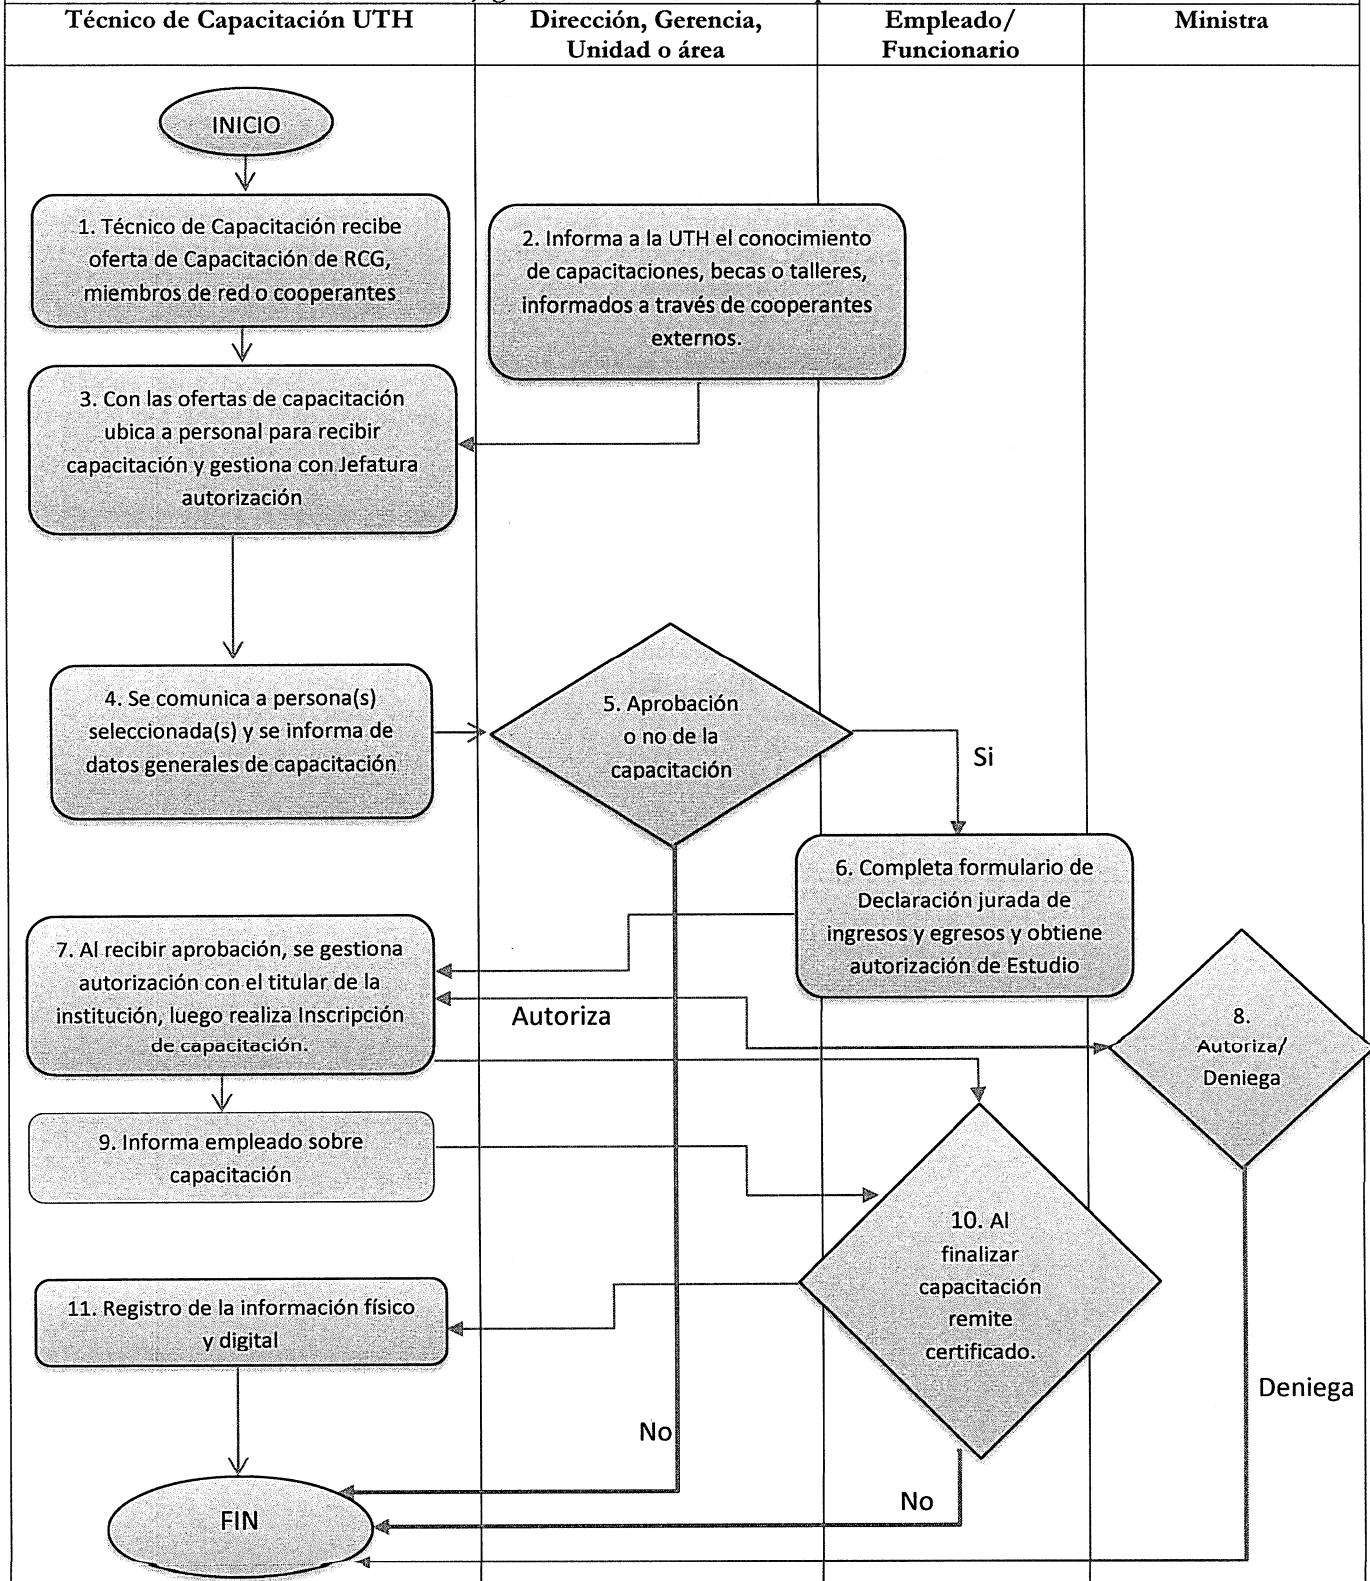 Técnico de Capacitación UTH
Dirección, Gerencia,
Unidad o área
Empleado/
Funcionario
Ministra
INICIO
1. Técnico de Capacitación recibe
oferta de Capacitación de RCG,
miembros de red o cooperantes
2. Informa a la UTH el conocimiento
de capacitaciones, becas o talleres,
informados a través de cooperantes
externos.
3. Con las ofertas de capacitación
ubica a personal para recibir
capacitación y gestiona con Jefatura
autorización
4. Se comunica a persona(s)
seleccionada(s) y se informa de
datos generales de capacitación
5. Aprobación
o no de la
capacitación
Si
6. Completa formulario de
Declaración jurada de
ingresos y egresos y obtiene
autorización de Estudio
7. Al recibir aprobación, se gestiona
autorización con el titular de la
institución, luego realiza Inscripción
de capacitación.
Autoriza
8.
Autoriza/
Deniega
9. Informa empleado sobre
capacitación
10. Al
finalizar
capacitación
remite
certificado.
11. Registro de la información físico
y digital
Deniega
No
No
FIN